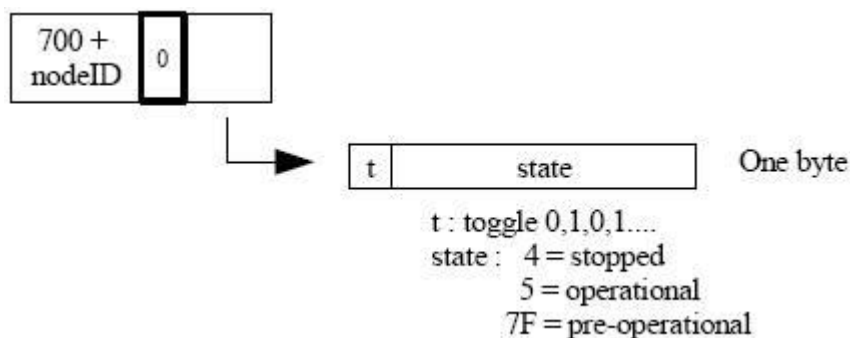 700 +
nodeID
0
t
state
One byte
t : toggle 0,1,0,1....
state : 4 = stopped
5 = operational
7F = pre-operational